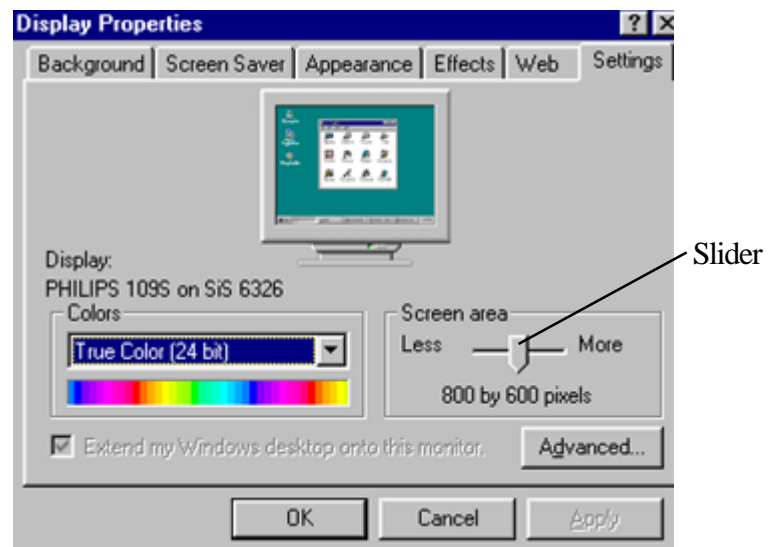 Display Properties
Background Screen Saver Appearance Effects Web Settings
Display:
PHILIPS 109S on SiS 6326
Colors
True Color (24 bit)
Screen area
Less More
800 by 600 pixels
Slider
Extend my Windows desktop onto this monitor.
Advanced...
OK Cancel Apply